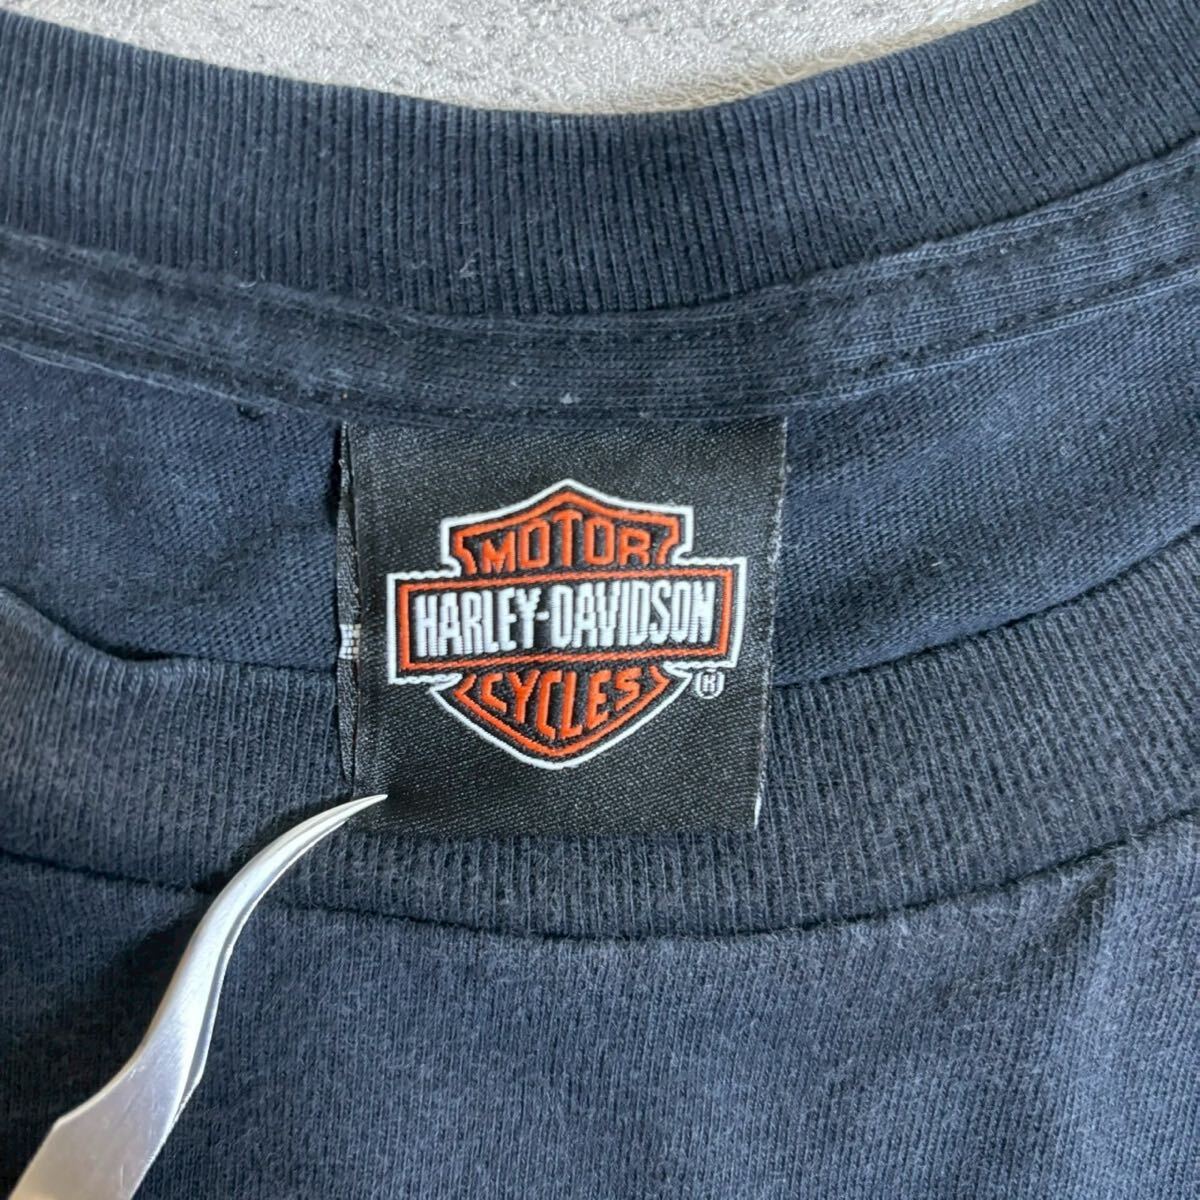 MOTOR
HARLEY-DAVIDSON
CYCLES
®